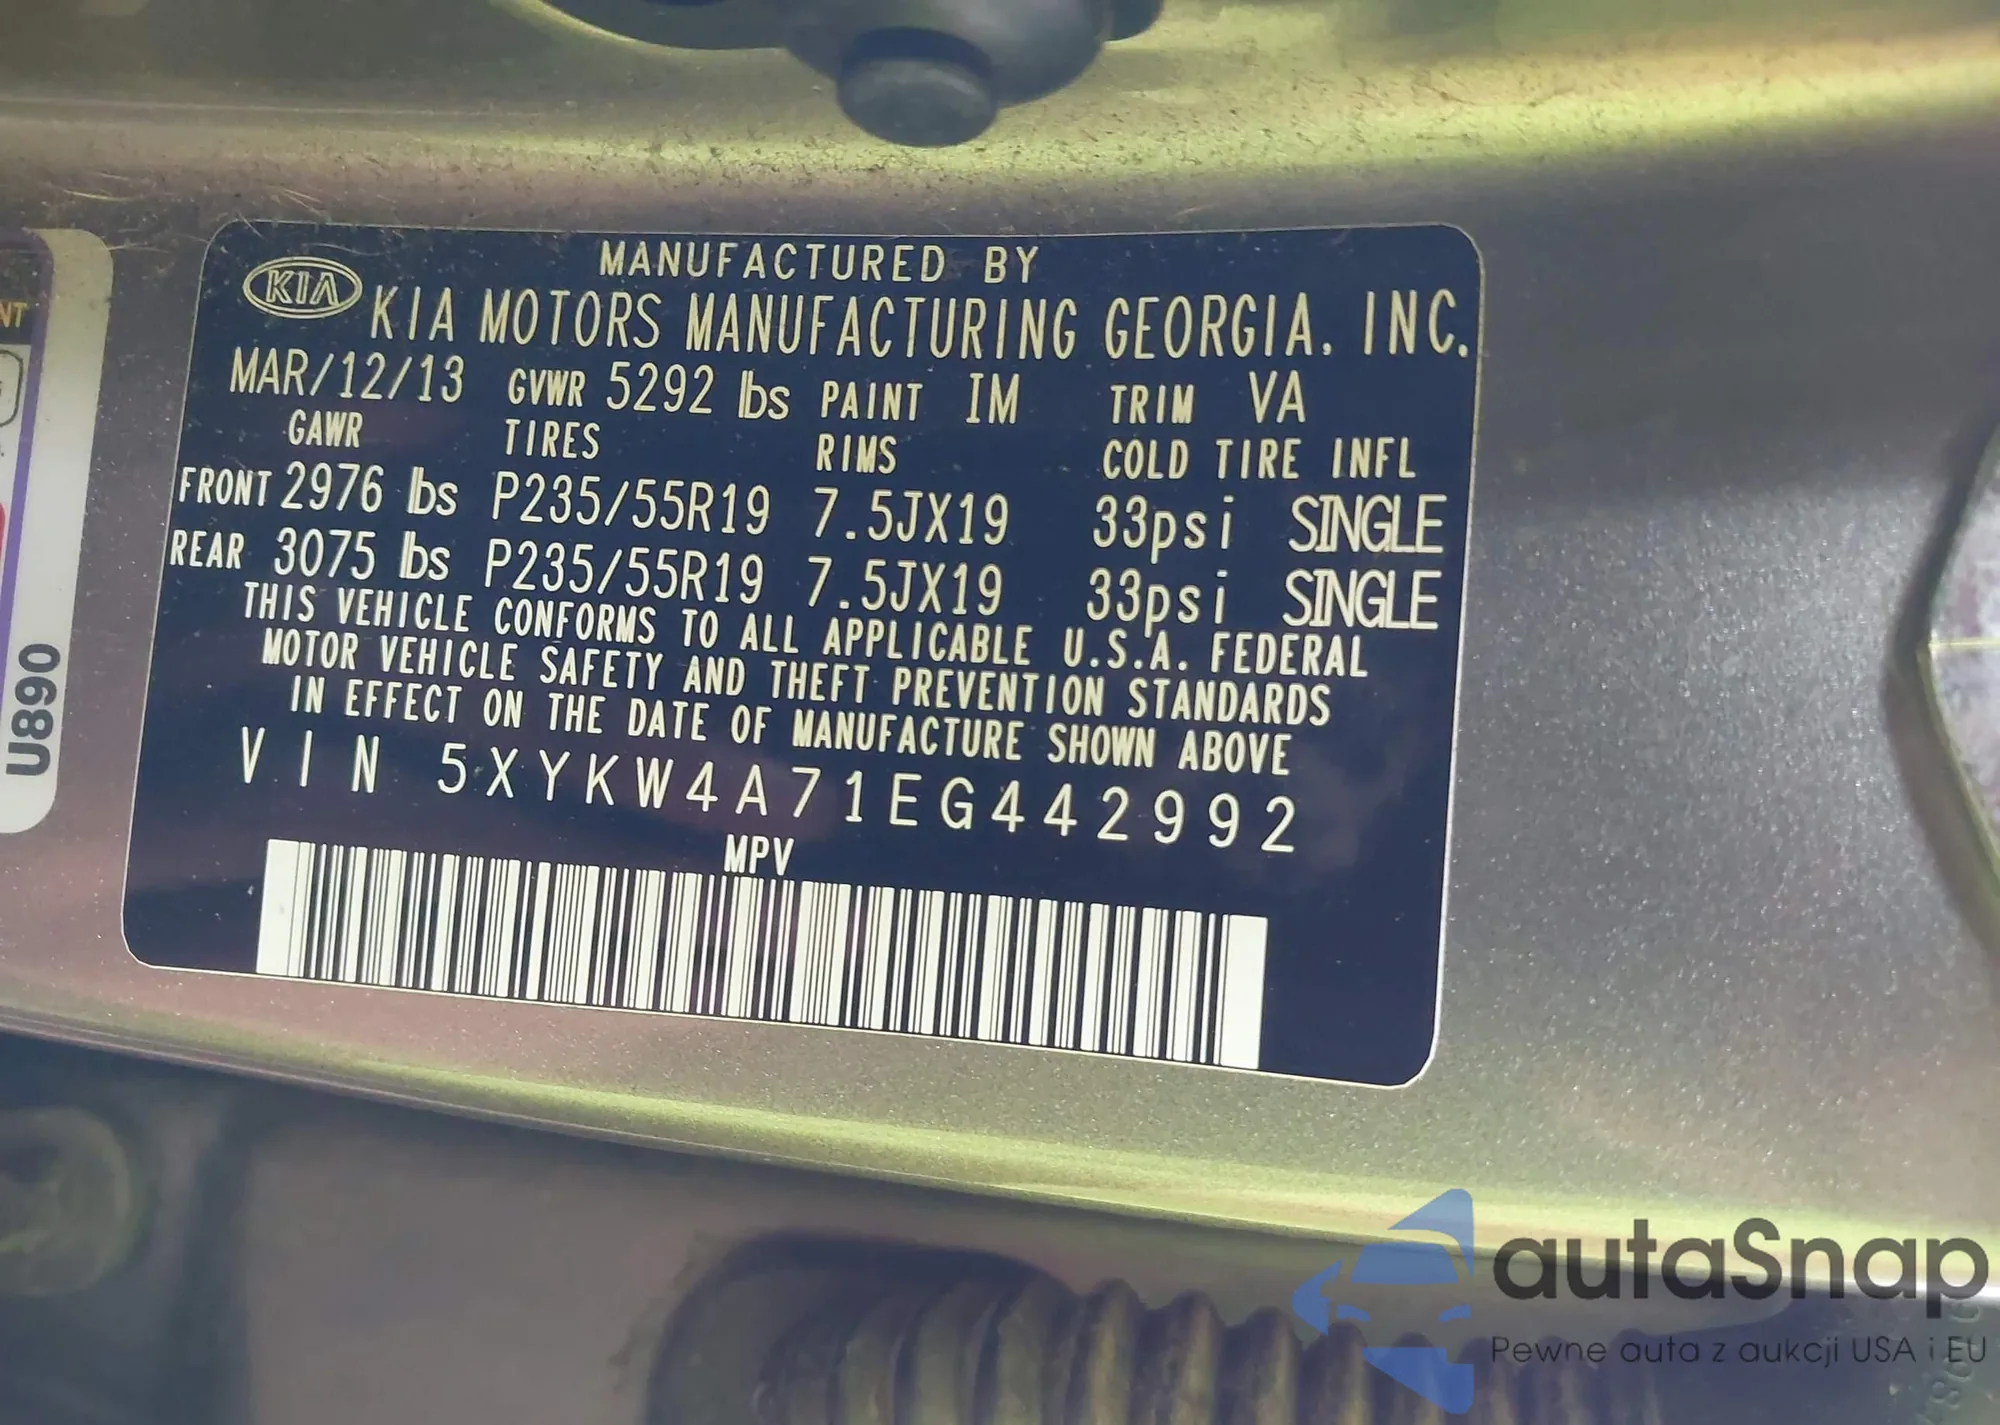 KIA
MANUFACTURED BY
KIA MOTORS MANUFACTURING GEORGIA, INC.
MAR/12/13 GVWR 5292 lbs PAINT IM TRIM VA
GAWR TIRES RIMS COLD TIRE INFL
FRONT 2976 lbs P235/55R19 7.5JX19 33psi SINGLE
REAR 3075 lbs P235/55R19 7.5JX19 33psi SINGLE
THIS VEHICLE CONFORMS TO ALL APPLICABLE U.S.A. FEDERAL
MOTOR VEHICLE SAFETY AND THEFT PREVENTION STANDARDS
IN EFFECT ON THE DATE OF MANUFACTURE SHOWN ABOVE
VIN 5XYKW4A71EG442992
MPV
NT
U890
autaSnap
Pewne auta z aukcji USA i EU